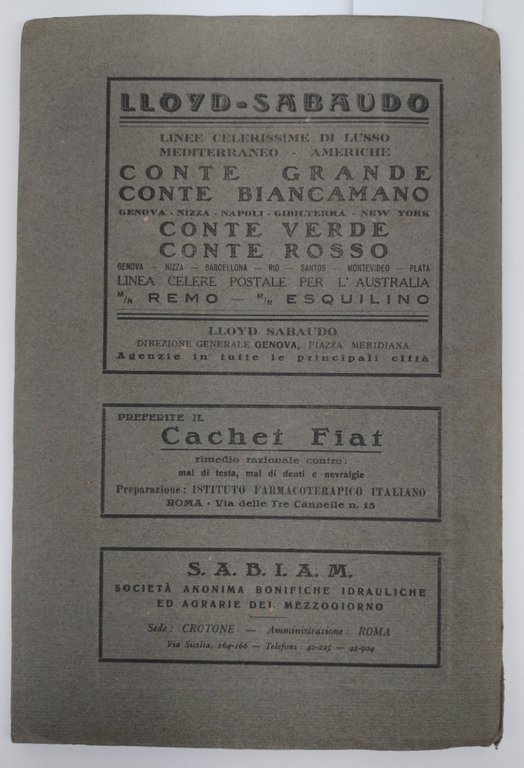 LLOYD-SABAUDO
LINEE CELERISSIME DI LUSSO
MEDITERRANEO - AMERICHE
CONTE GRANDE
CONTE BIANCAMANO
GENOVA - NIZZA - NAPOLI - GIBILTERRA - NEW YORK
CONTE VERDE
CONTE ROSSO
GENOVA — NIZZA — BARCELLONA — RIO — SANTOS — MONTEVIDEO — PLATA
LINEA CELERE POSTALE PER L'AUSTRALIA
M/N REMO — M/N ESQUILINO
LLOYD SABAUDO
DIREZIONE GENERALE GENOVA, PIAZZA MERIDIANA
Agenzie in tutte le principali città
PREFERITE IL
Cachet Fiat
rimedio razionale contro:
mal di testa, mal di denti e nevralgie
Preparazione: ISTITUTO FARMACOTERAPICO ITALIANO
ROMA - Via delle Tre Cannelle n. 15
S. A. B. I. A. M.
SOCIETÀ ANONIMA BONIFICHE IDRAULICHE
ED AGRARIE DEL MEZZOGIORNO
Sede: CROTONE — Amministrazione: ROMA
Via Sicilia, 164-166 — Telefoni: 42-225 — 42-904